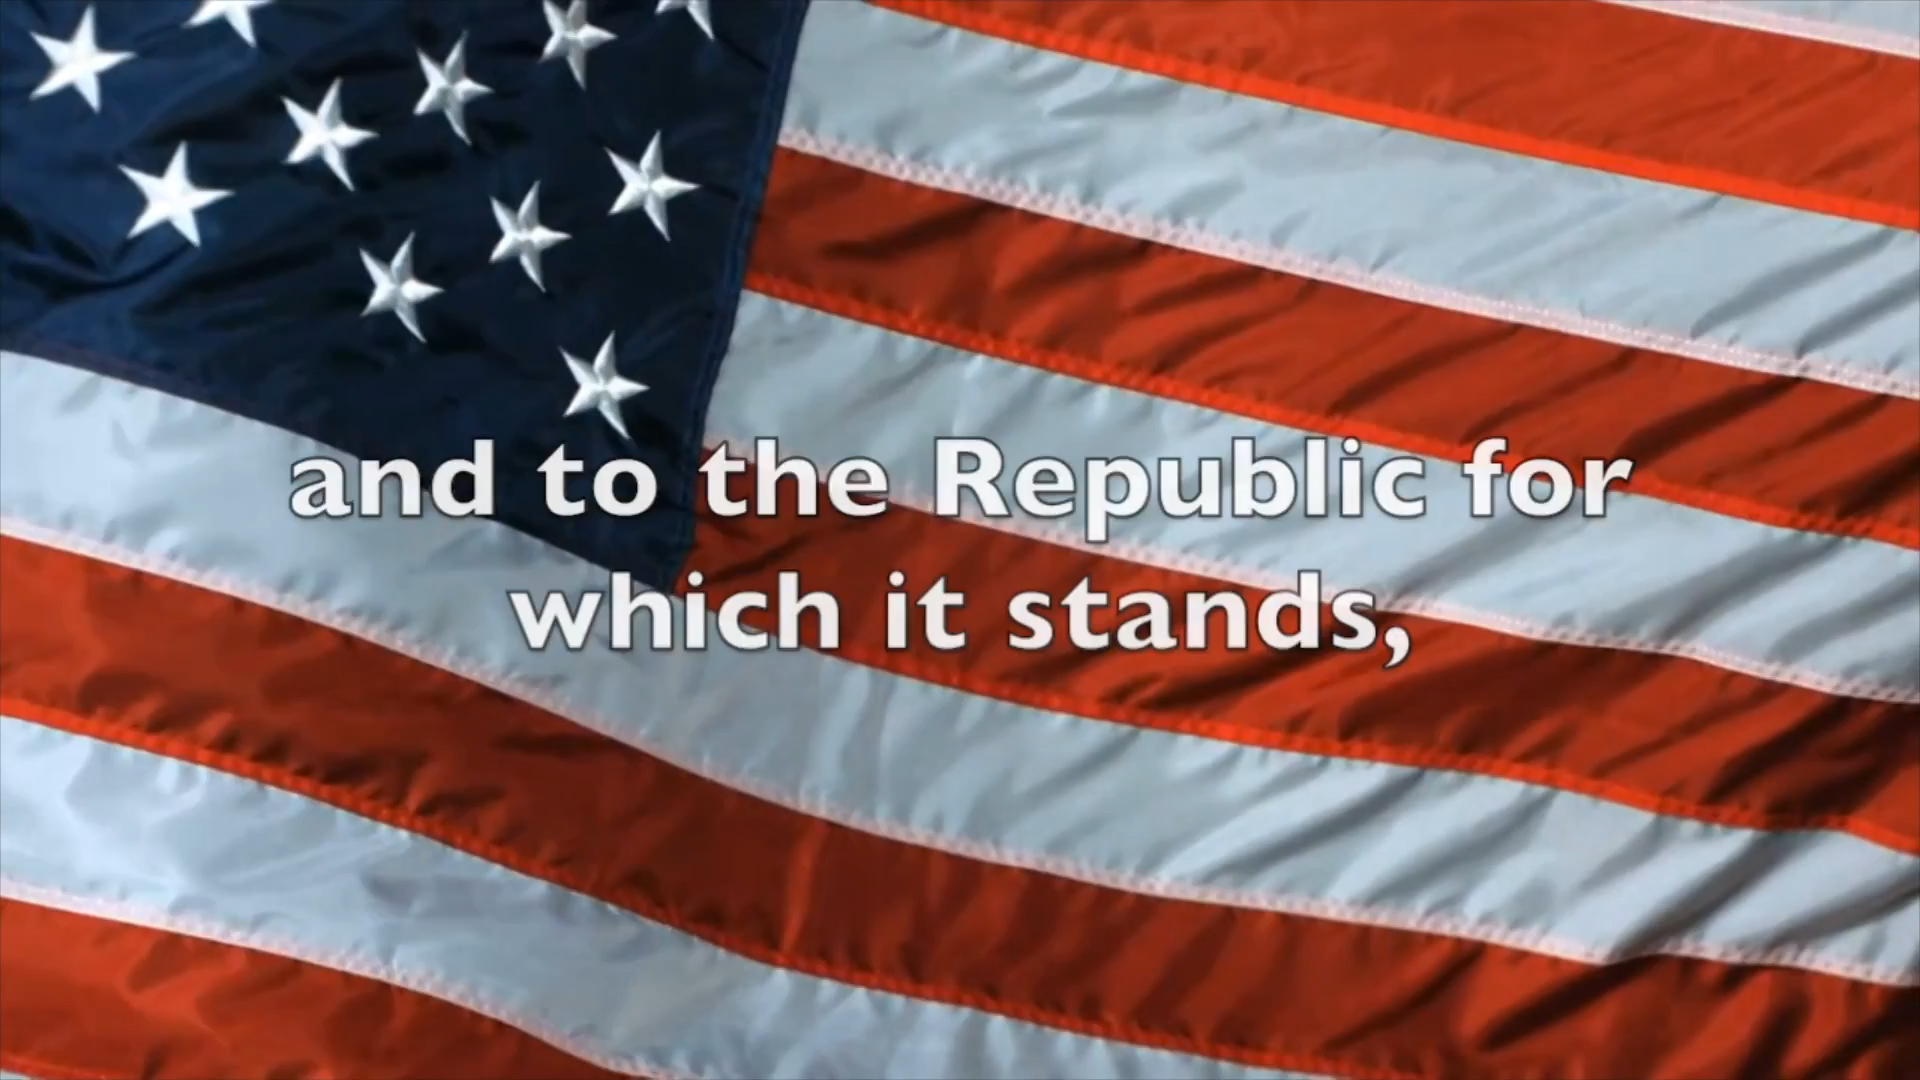 and to the Republic for
which it stands,